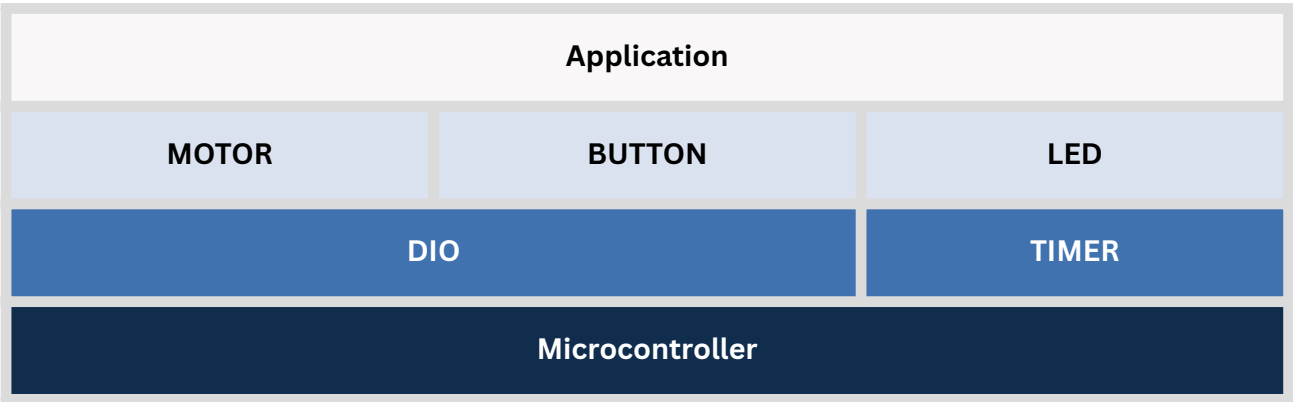 Application
MOTOR
BUTTON
LED
DIO
TIMER
Microcontroller